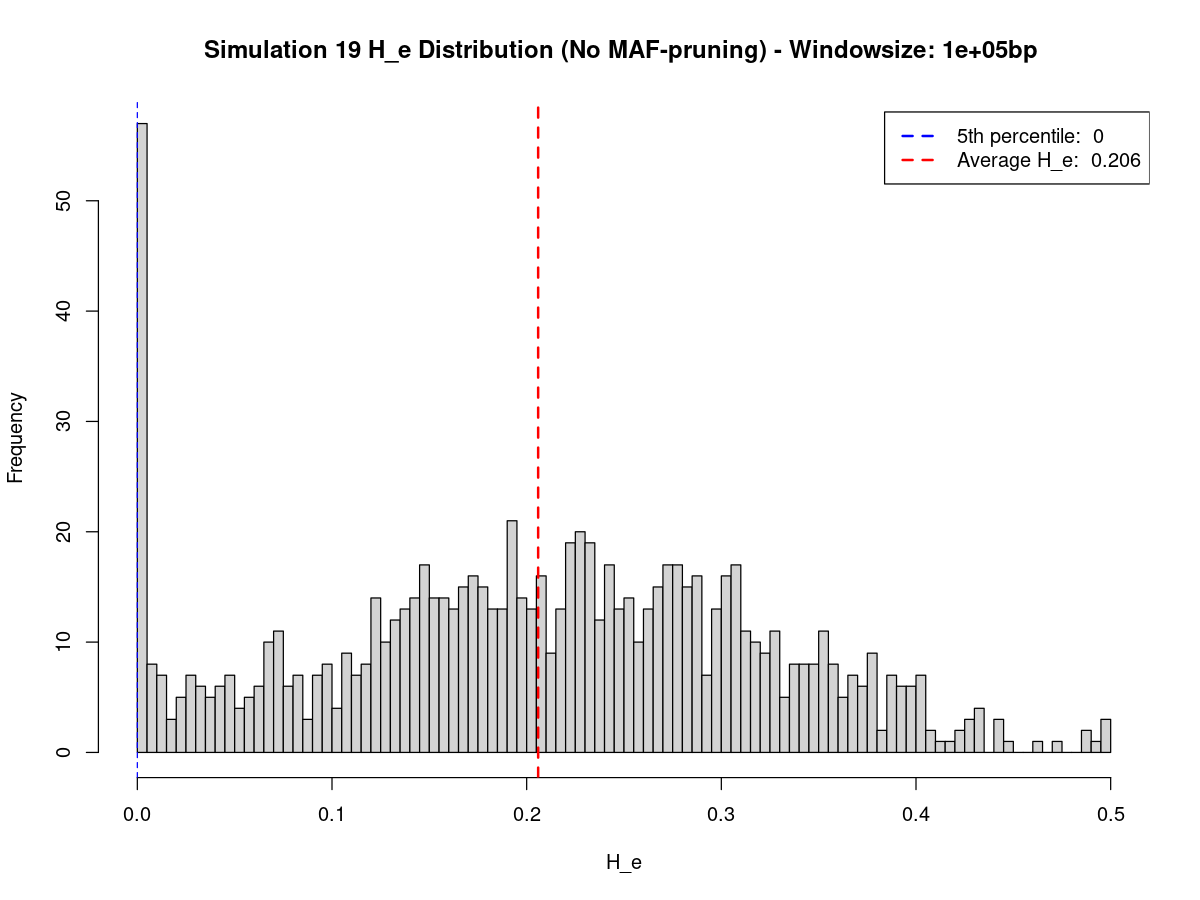 Simulation 19 H_e Distribution (No MAF-pruning) - Windowsize: 1e+05bp
5th percentile:  0
Average H_e:  0.206
Frequency
50
40
30
20
10
0
0.0 0.1 0.2 0.3 0.4 0.5
H_e